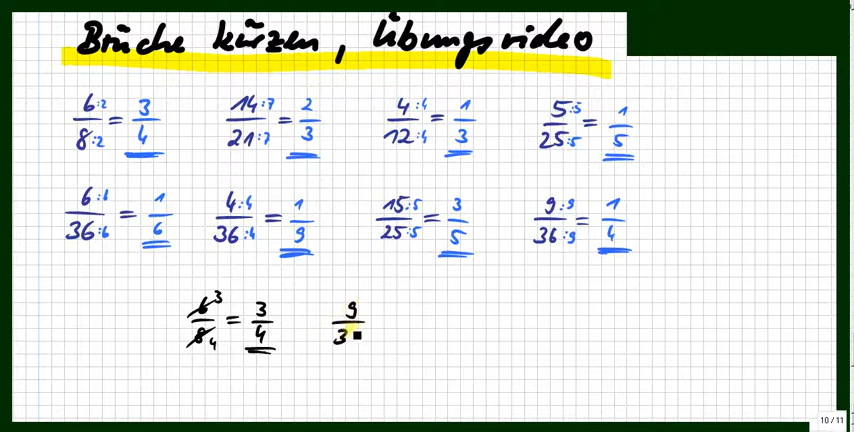 Brüche kürzen, Übungsvideo
6:2/8:2 = 3/4 14:7/21:7 = 2/3 4:4/12:4 = 1/3 5:5/25:5 = 1/5
6:6/36:6 = 1/6 4:4/36:4 = 1/9 15:5/25:5 = 3/5 9:9/36:9 = 1/4
6 3/8 4 = 3/4 9/3
10 / 11